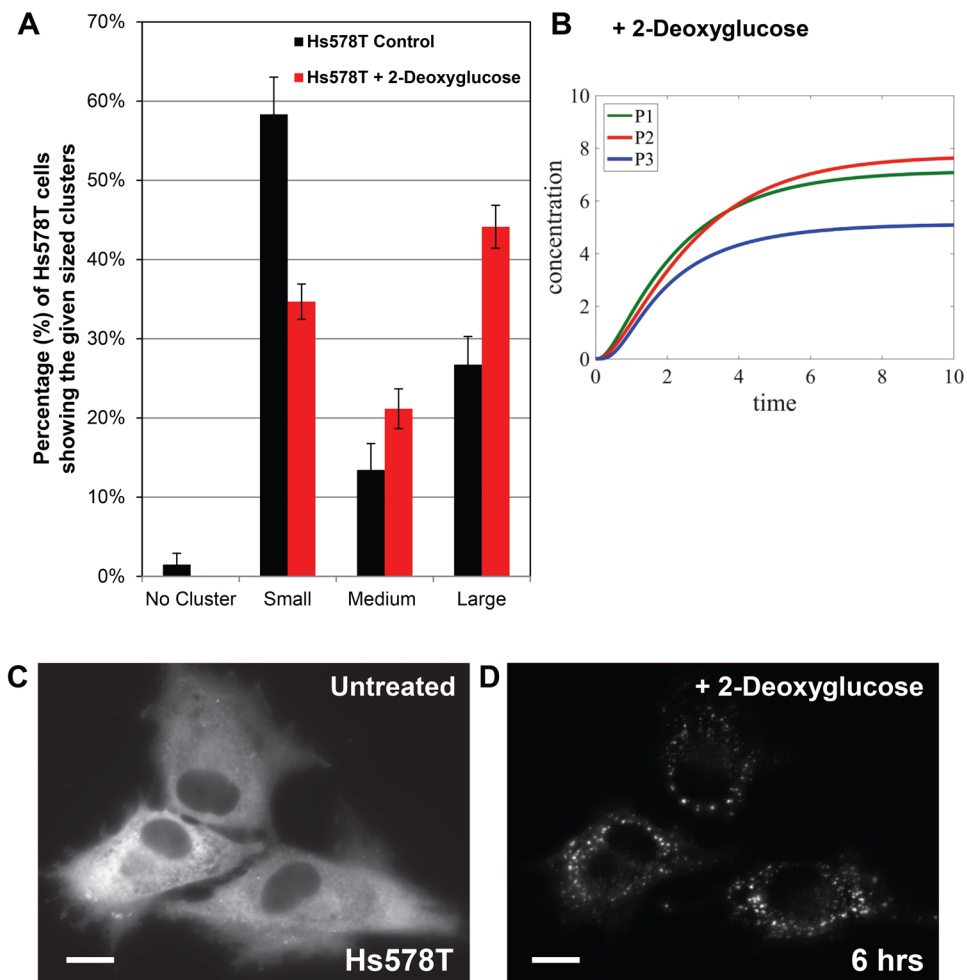 A
Percentage (%) of Hs578T cells
showing the given sized clusters
70%
60%
50%
40%
30%
20%
10%
0%
Hs578T Control
Hs578T + 2-Deoxyglucose
No Cluster Small Medium Large
B + 2-Deoxyglucose
concentration
10
8
6
4
2
0
P1
P2
P3
0 2 4 6 8 10
time
C Untreated
Hs578T
D + 2-Deoxyglucose
6 hrs